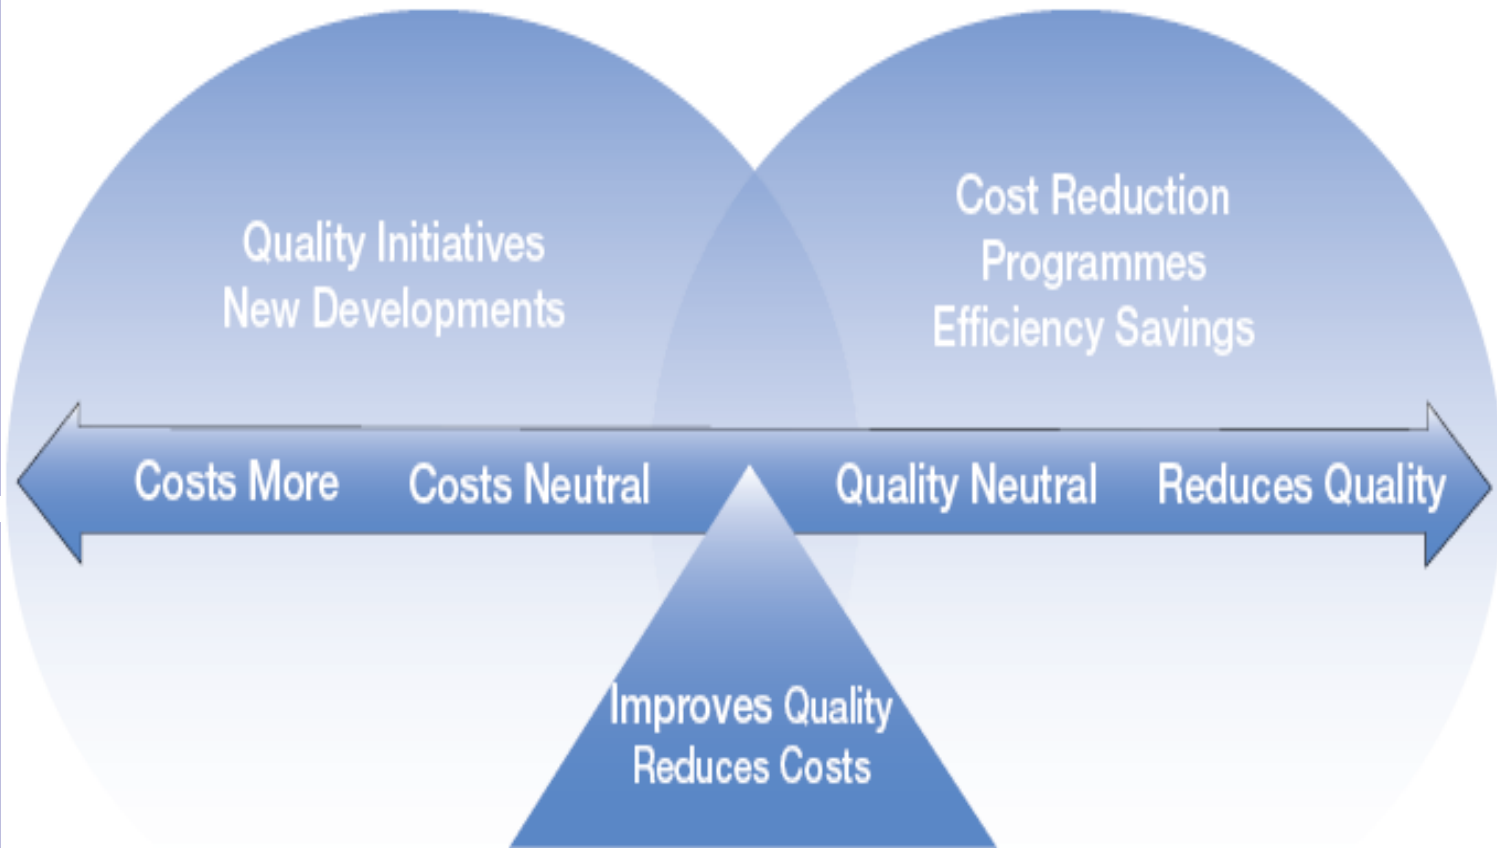 Quality Initiatives
New Developments
Cost Reduction
Programmes
Efficiency Savings
Costs More
Costs Neutral
Quality Neutral
Reduces Quality
Improves Quality
Reduces Costs